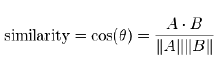 similarity = cos(θ) = A · B / ‖A‖‖B‖